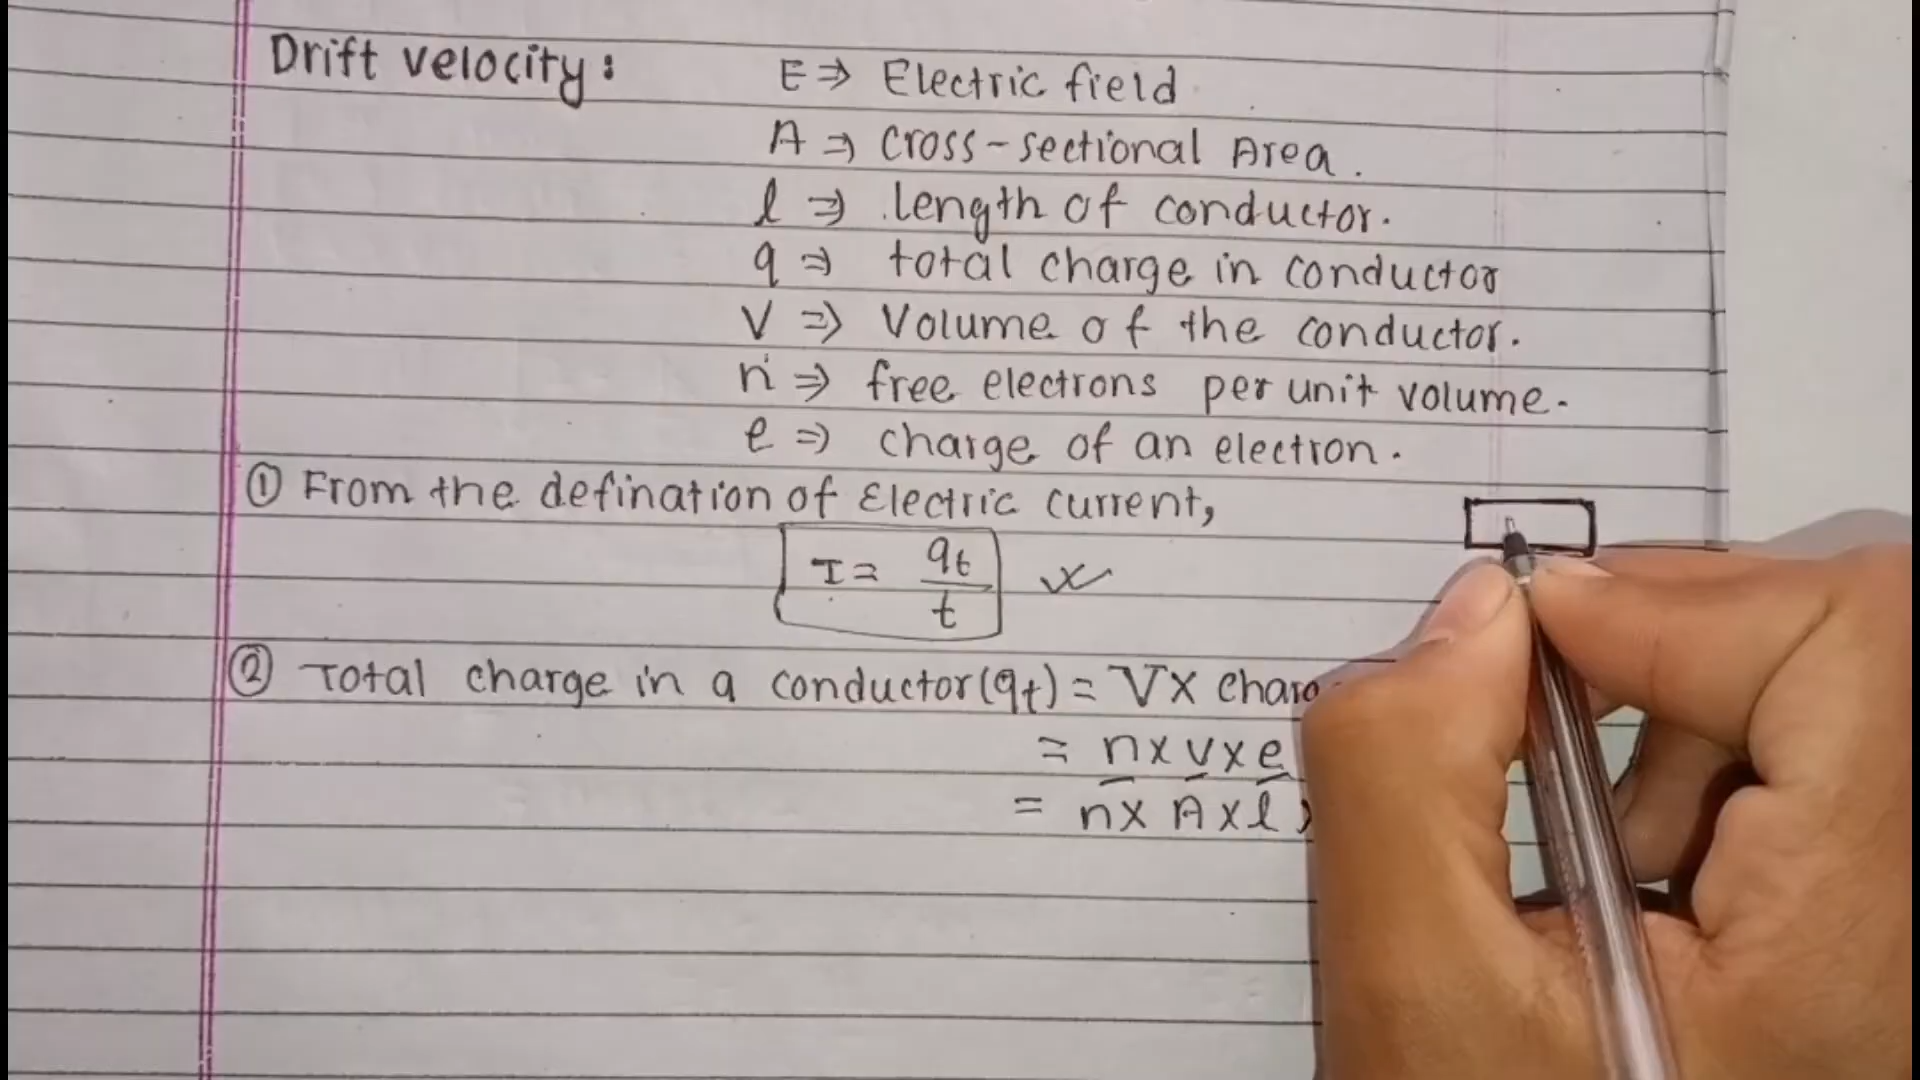 Drift velocity:
E ⇒ Electric field
A ⇒ Cross-sectional Area.
l ⇒ length of conductor.
q ⇒ total charge in conductor
V ⇒ Volume of the conductor.
n ⇒ free electrons per unit volume.
e ⇒ charge of an electron.
① From the defination of Electric current,
I = qt/t
② Total charge in a conductor (qt) = V×
= n×v×e
= n× A×l